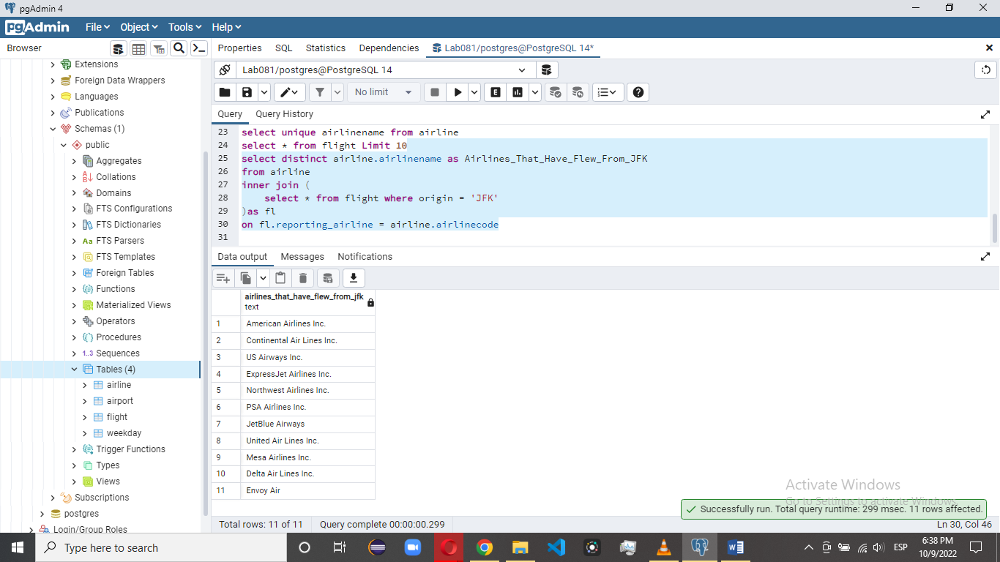 pgAdmin 4
pgAdmin File Object Tools Help
Browser
Properties SQL Statistics Dependencies Lab081/postgres@PostgreSQL 14*
Lab081/postgres@PostgreSQL 14
No limit
E
Query Query History
Extensions
Foreign Data Wrappers
Languages
Publications
Schemas (1)
public
Aggregates
Collations
Domains
FTS Configurations
FTS Dictionaries
Aa FTS Parsers
FTS Templates
Foreign Tables
Functions
Materialized Views
Operators
Procedures
1..3 Sequences
Tables (4)
airline
airport
flight
weekday
Trigger Functions
Types
Views
Subscriptions
postgres
Login/Group Roles
23 select unique airlinename from airline
24 select * from flight Limit 10
25 select distinct airline.airlinename as Airlines_That_Have_Flew_From_JFK
26 from airline
27 inner join (
28 select * from flight where origin = 'JFK'
29 )as fl
30 on fl.reporting_airline = airline.airlinecode
31
Data output Messages Notifications
airlines_that_have_flew_from_jfk
text
1 American Airlines Inc.
2 Continental Air Lines Inc.
3 US Airways Inc.
4 ExpressJet Airlines Inc.
5 Northwest Airlines Inc.
6 PSA Airlines Inc.
7 JetBlue Airways
8 United Air Lines Inc.
9 Mesa Airlines Inc.
10 Delta Air Lines Inc.
11 Envoy Air
Activate Windows
Go to Settings to activate Windows.
Successfully run. Total query runtime: 299 msec. 11 rows affected.
Total rows: 11 of 11 Query complete 00:00:00.299 Ln 30, Col 46
Type here to search
ESP
6:38 PM
10/9/2022